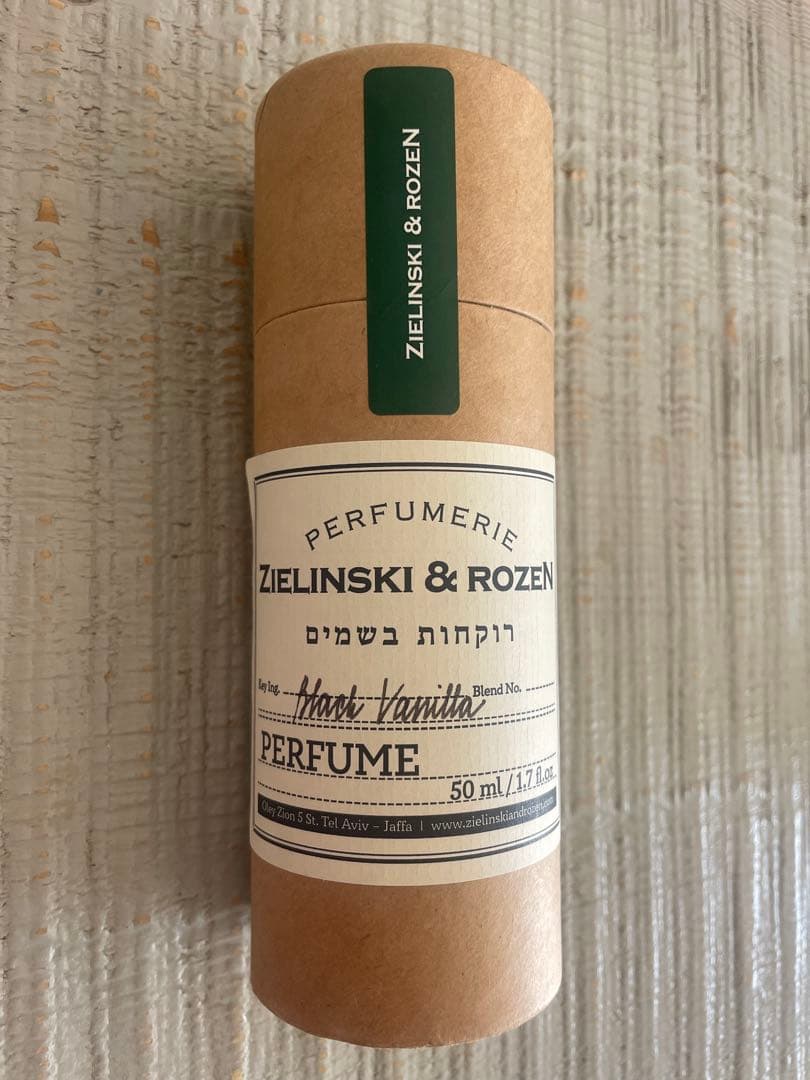 ZIELINSKI & ROZEN
PERFUMERIE
ZIELINSKI & ROZEN
רוקחות בשמים
Key Ing. Black Vanilla Blend No.
PERFUME
50 ml / 1.7 fl.oz
Oley Zion 5 St. Tel Aviv – Jaffa | www.zielinskiandrozen.com